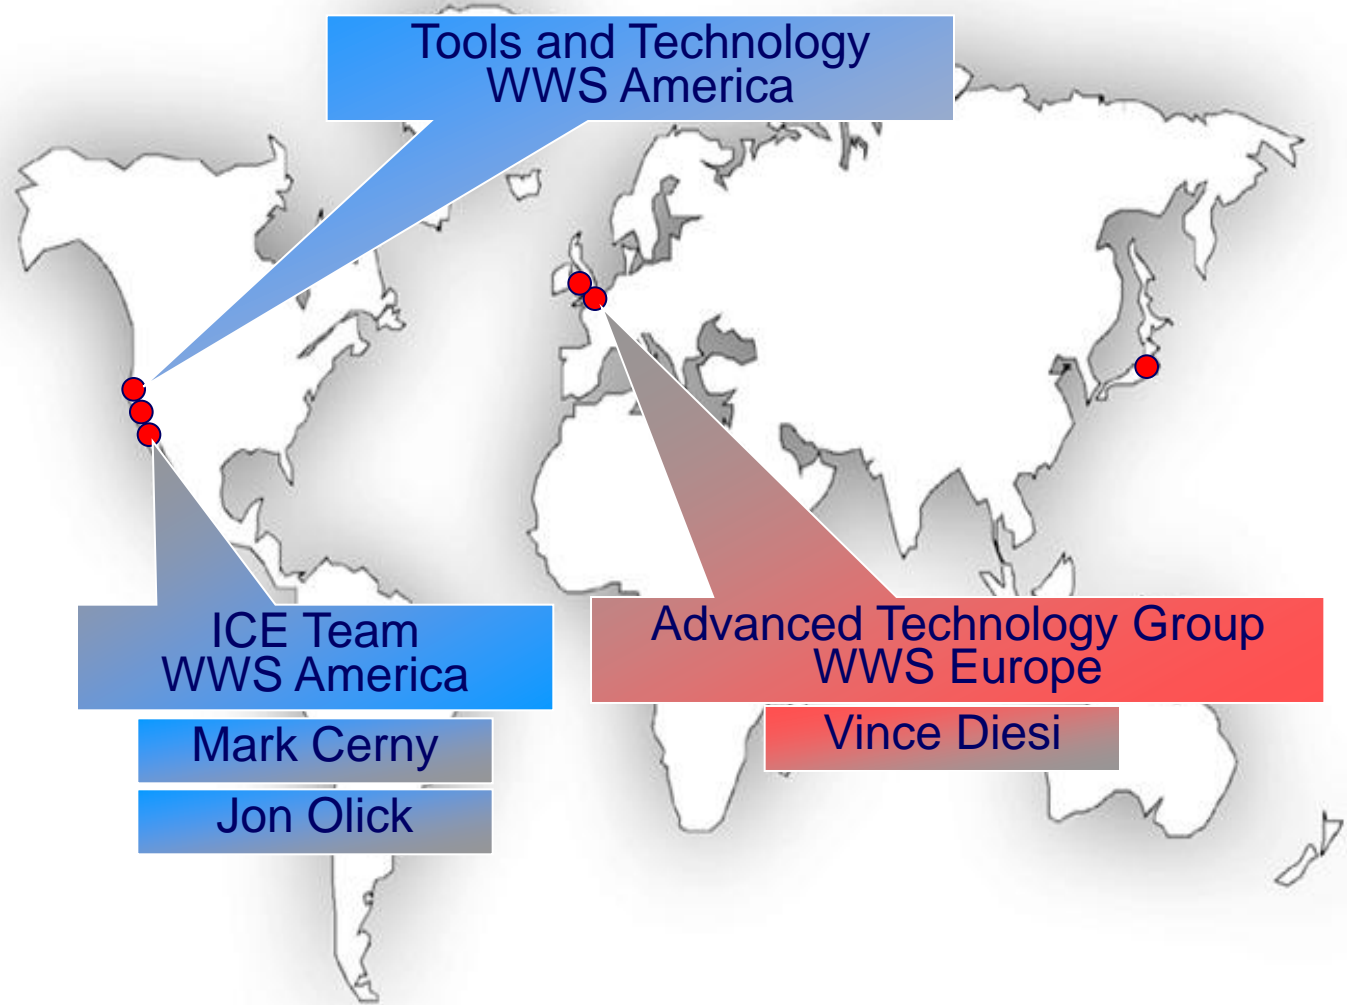 Tools and Technology
WWS America
ICE Team
WWS America
Mark Cerny
Jon Olick
Advanced Technology Group
WWS Europe
Vince Diesi